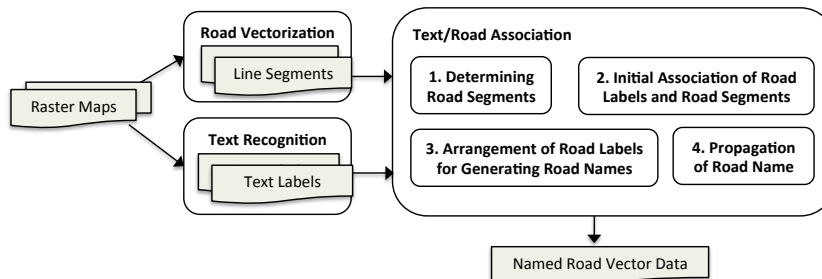 Raster Maps
Road Vectorization
Line Segments
Text Recognition
Text Labels
Text/Road Association
1. Determining
Road Segments
2. Initial Association of Road
Labels and Road Segments
3. Arrangement of Road Labels
for Generating Road Names
4. Propagation
of Road Name
Named Road Vector Data